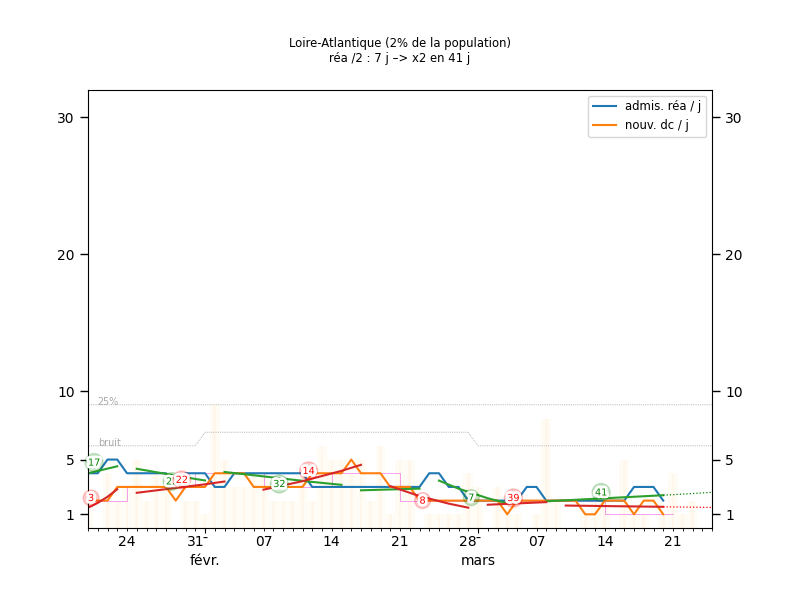 Loire-Atlantique (2% de la population)
réa /2 : 7 j –> x2 en 41 j
admis. réa / j
nouv. dc / j
30 30
20 20
10 10
25%
bruit
5 5
17 22 14 32 3 8 7 39 41
1 1
24 31- 07 14 21 28- 07 14 21
févr. mars